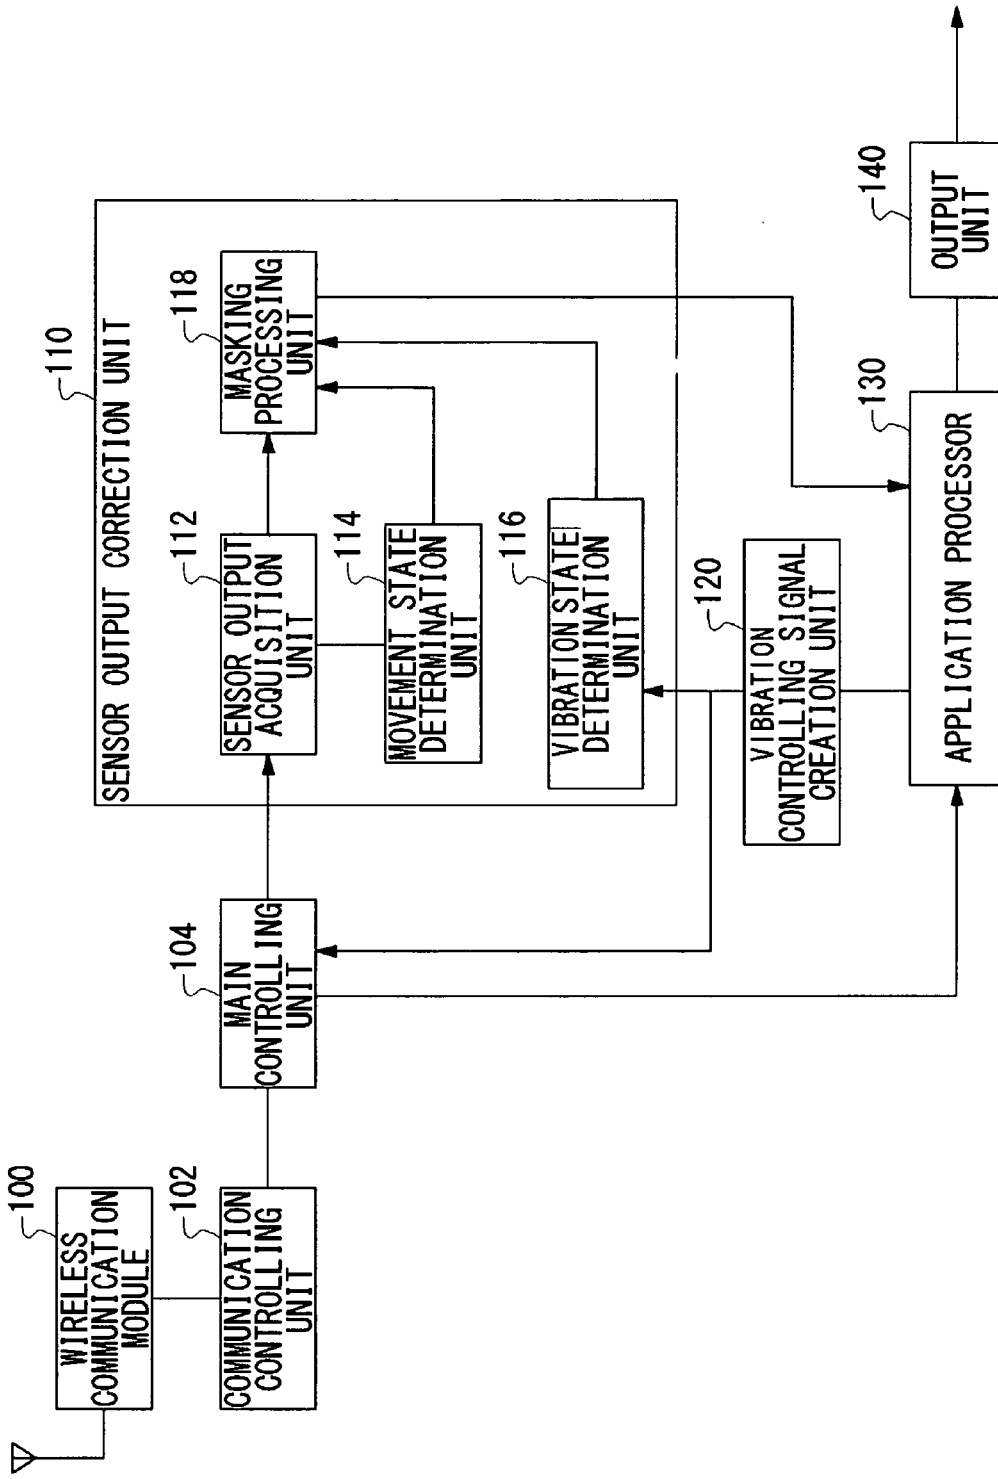 100
WIRELESS
COMMUNICATION
MODULE
102
COMMUNICATION
CONTROLLING
UNIT
104
MAIN
CONTROLLING
UNIT
110
SENSOR OUTPUT CORRECTION UNIT
112
SENSOR OUTPUT
ACQUISITION
UNIT
118
MASKING
PROCESSING
UNIT
114
MOVEMENT STATE
DETERMINATION
UNIT
116
VIBRATION STATE
DETERMINATION
UNIT
120
VIBRATION
CONTROLLING SIGNAL
CREATION UNIT
130
APPLICATION PROCESSOR
140
OUTPUT
UNIT